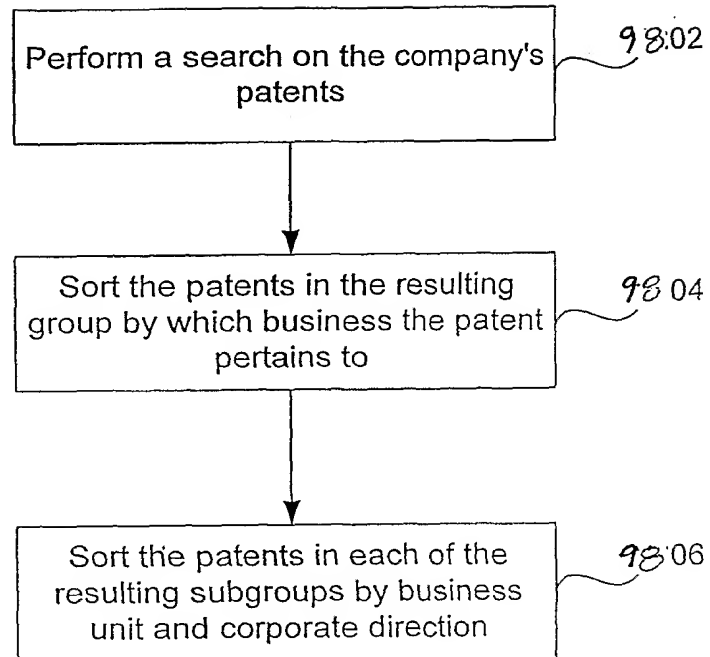 Perform a search on the company's
patents
9802
Sort the patents in the resulting
group by which business the patent
pertains to
9804
Sort the patents in each of the
resulting subgroups by business
unit and corporate direction
9806